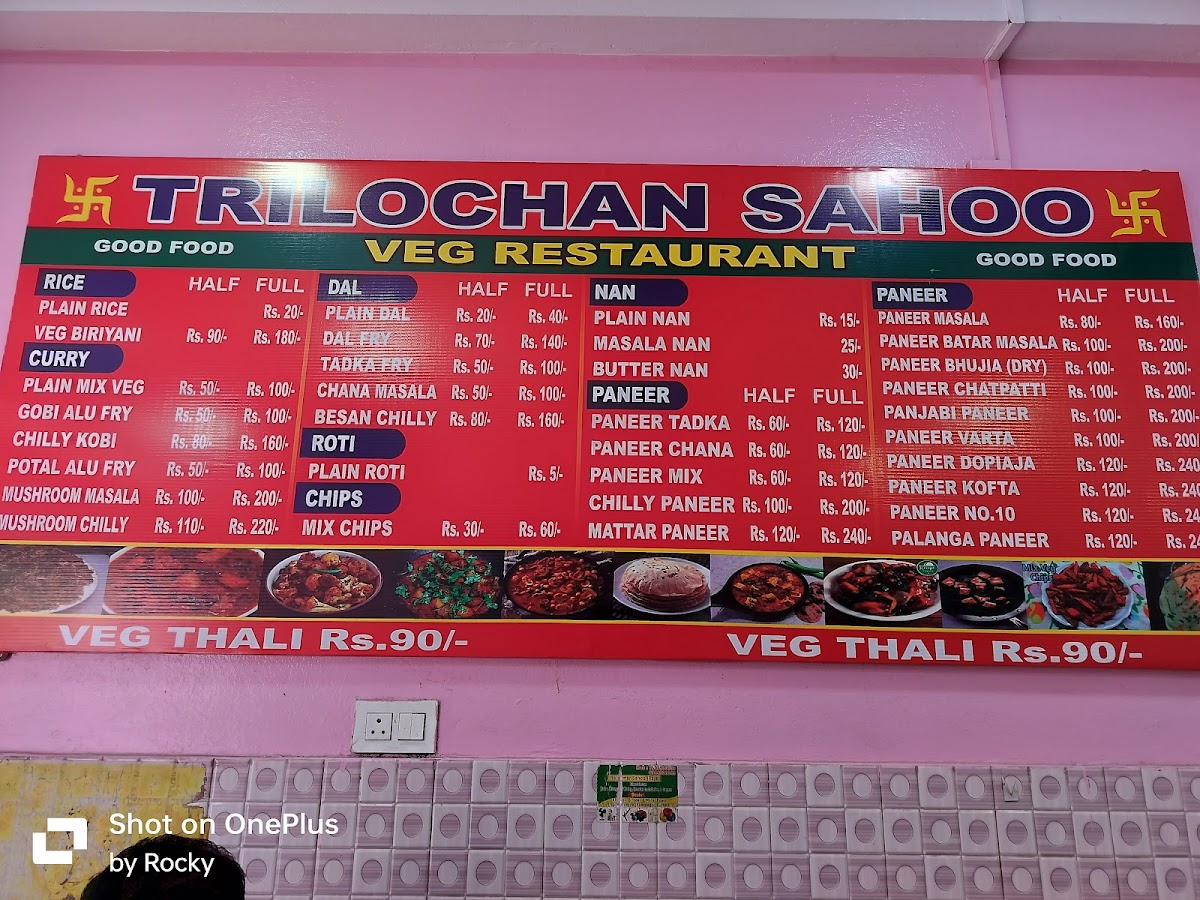 TRILOCHAN SAHOO
GOOD FOOD VEG RESTAURANT GOOD FOOD
RICE HALF FULL
PLAIN RICE Rs. 20/-
VEG BIRIYANI Rs. 90/- Rs. 180/-
CURRY
PLAIN MIX VEG Rs. 50/- Rs. 100/-
GOBI ALU FRY Rs. 50/- Rs. 100/-
CHILLY KOBI Rs. 80/- Rs. 160/-
POTAL ALU FRY Rs. 50/- Rs. 100/-
MUSHROOM MASALA Rs. 100/- Rs. 200/-
MUSHROOM CHILLY Rs. 110/- Rs. 220/-
DAL HALF FULL
PLAIN DAL Rs. 20/- Rs. 40/-
DAL FRY Rs. 70/- Rs. 140/-
TADKA FRY Rs. 50/- Rs. 100/-
CHANA MASALA Rs. 50/- Rs. 100/-
BESAN CHILLY Rs. 80/- Rs. 160/-
ROTI
PLAIN ROTI Rs. 5/-
CHIPS
MIX CHIPS Rs. 30/- Rs. 60/-
NAN
PLAIN NAN Rs. 15/-
MASALA NAN 25/-
BUTTER NAN 30/-
PANEER HALF FULL
PANEER TADKA Rs. 60/- Rs. 120/-
PANEER CHANA Rs. 60/- Rs. 120/-
PANEER MIX Rs. 60/- Rs. 120/-
CHILLY PANEER Rs. 100/- Rs. 200/-
MATTAR PANEER Rs. 120/- Rs. 240/-
PANEER HALF FULL
PANEER MASALA Rs. 80/- Rs. 160/-
PANEER BATAR MASALA Rs. 100/- Rs. 200/-
PANEER BHUJIA (DRY) Rs. 100/- Rs. 200/-
PANEER CHATPATTI Rs. 100/- Rs. 200/-
PANJABI PANEER Rs. 100/- Rs. 200/-
PANEER VARTA Rs. 100/- Rs. 200/
PANEER DOPIAJA Rs. 120/- Rs. 240
PANEER KOFTA Rs. 120/- Rs. 240
PANEER NO.10 Rs. 120/- Rs. 24
PALANGA PANEER Rs. 120/- Rs. 24
Mix Veg
Chips
VEG THALI Rs.90/- VEG THALI Rs.90/-
Shot on OnePlus
by Rocky